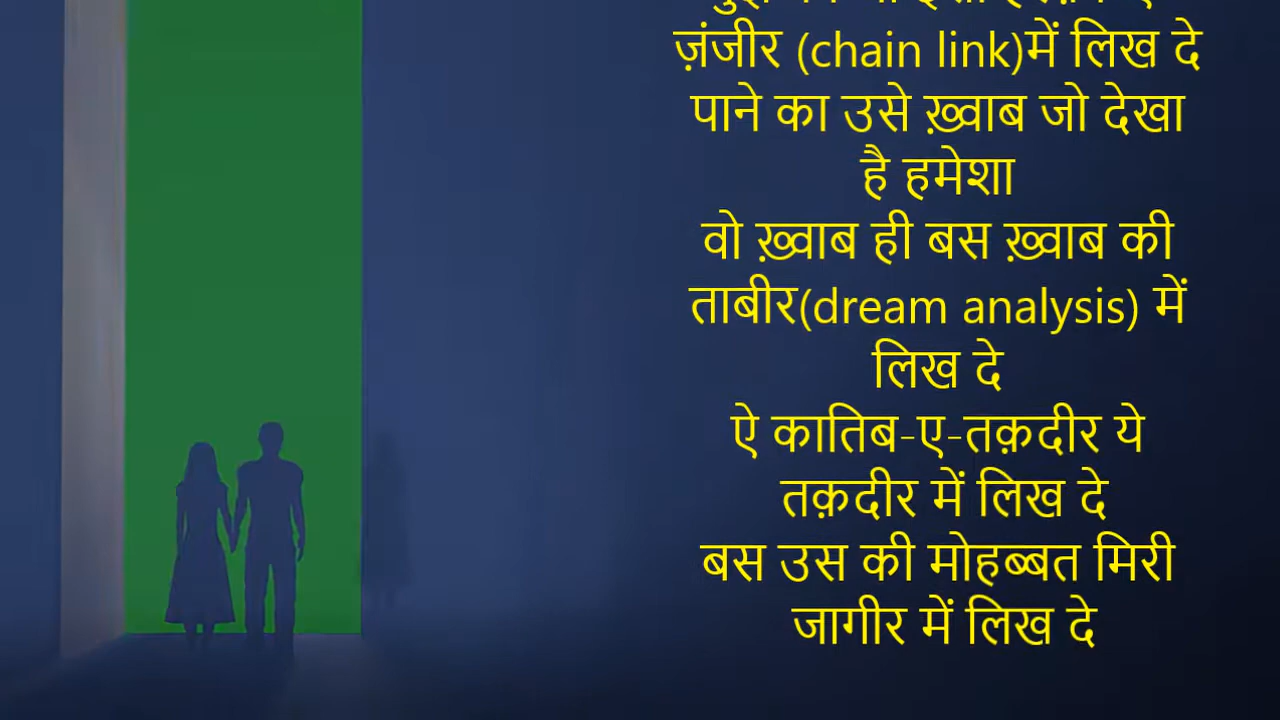 ज़ंजीर (chain link)में लिख दे
पाने का उसे ख़्वाब जो देखा
है हमेशा
वो ख़्वाब ही बस ख़्वाब की
ताबीर(dream analysis) में
लिख दे
ऐ कातिब-ए-तक़दीर ये
तक़दीर में लिख दे
बस उस की मोहब्बत मिरी
जागीर में लिख दे